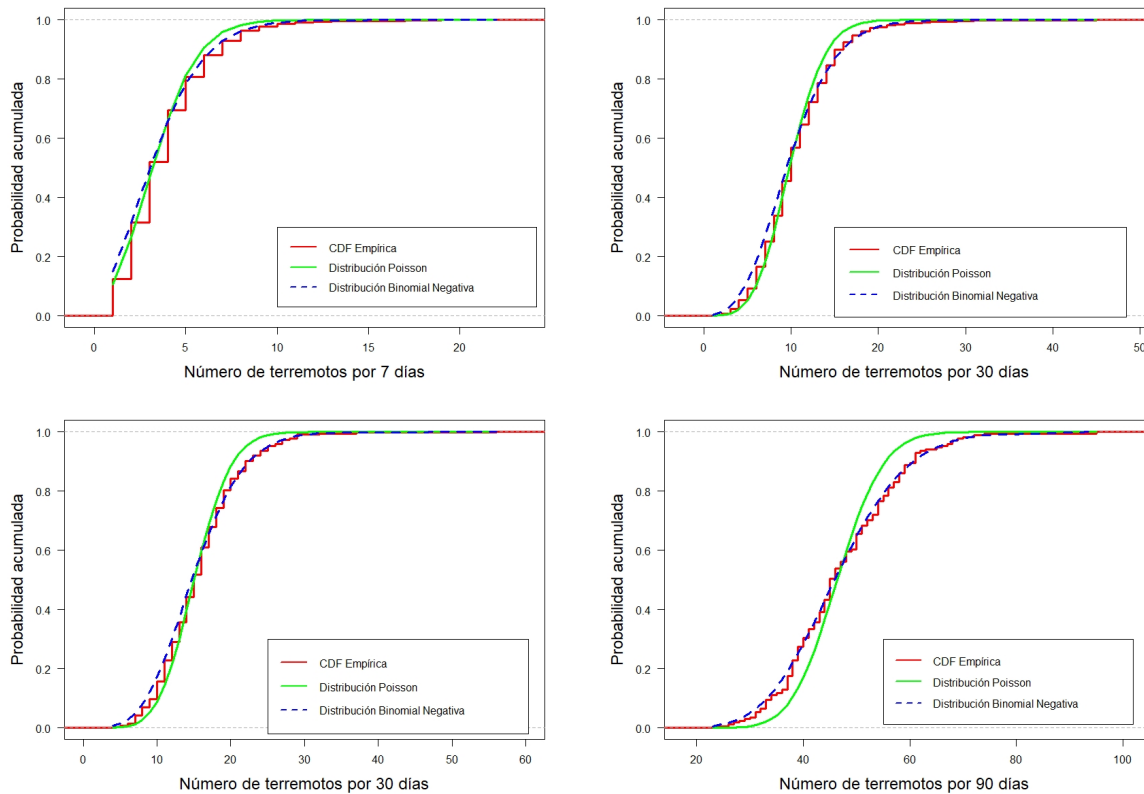 1.0
0.8
0.6
0.4
0.2
0.0
Probabilidad acumulada
CDF Empírica
Distribución Poisson
Distribución Binomial Negativa
0 5 10 15 20
Número de terremotos por 7 días
1.0
0.8
0.6
0.4
0.2
0.0
Probabilidad acumulada
CDF Empírica
Distribución Poisson
Distribución Binomial Negativa
0 10 20 30 40 50
Número de terremotos por 30 días
1.0
0.8
0.6
0.4
0.2
0.0
Probabilidad acumulada
CDF Empírica
Distribución Poisson
Distribución Binomial Negativa
0 10 20 30 40 50 60
Número de terremotos por 30 días
1.0
0.8
0.6
0.4
0.2
0.0
Probabilidad acumulada
CDF Empírica
Distribución Poisson
Distribución Binomial Negativa
20 40 60 80 100
Número de terremotos por 90 días